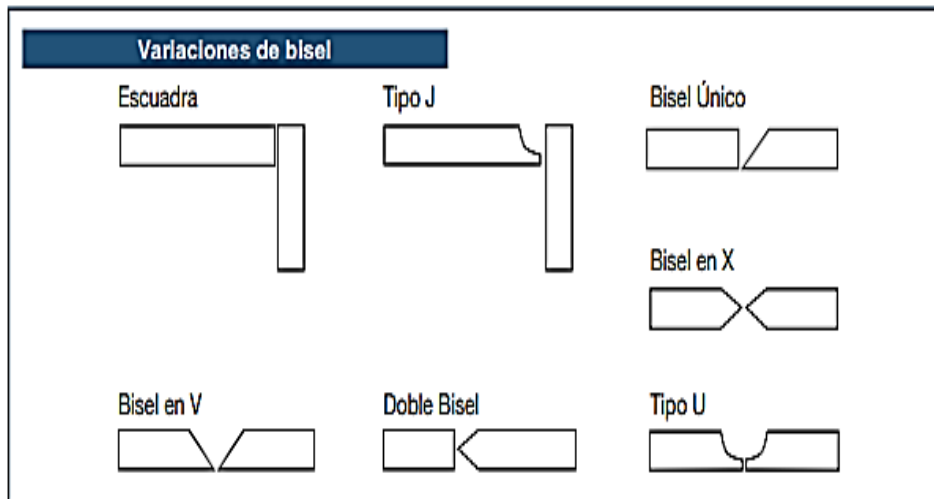 Variaciones de bisel
Escuadra
Tipo J
Bisel Único
Bisel en X
Bisel en V
Doble Bisel
Tipo U